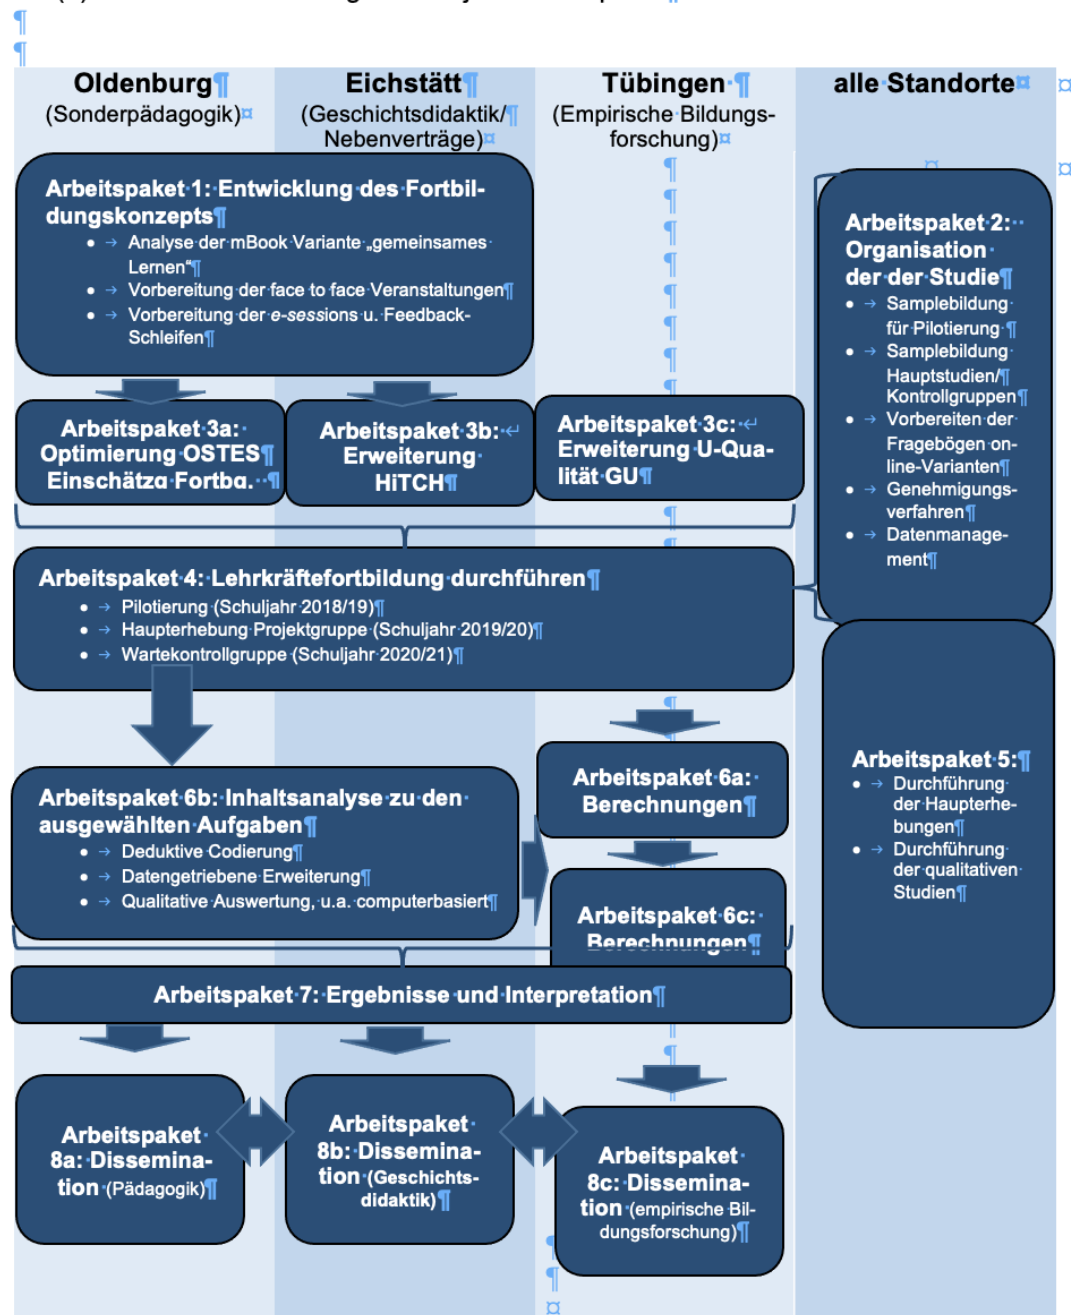 Oldenburg
(Sonderpädagogik)
Eichstätt
(Geschichtsdidaktik/
Nebenverträge)
Tübingen
(Empirische Bildungs-
forschung)
alle Standorte
Arbeitspaket 1: Entwicklung des Fortbil-
dungskonzepts
Analyse der mBook Variante „gemeinsames
Lernen“
Vorbereitung der face to face Veranstaltungen
Vorbereitung der e-sessions u. Feedback-
Schleifen
Arbeitspaket 2:
Organisation
der der Studie
Samplebildung
für Pilotierung
Samplebildung
Hauptstudien/
Kontrollgruppen
Vorbereiten der
Fragebögen on-
line-Varianten
Genehmigungs-
verfahren
Datenmanage-
ment
Arbeitspaket 3a:
Optimierung OSTES
Einschätzg Fortbg.
Arbeitspaket 3b:
Erweiterung
HiTCH
Arbeitspaket 3c:
Erweiterung U-Qua-
lität GU
Arbeitspaket 4: Lehrkräftefortbildung durchführen
Pilotierung (Schuljahr 2018/19)
Haupterhebung Projektgruppe (Schuljahr 2019/20)
Wartekontrollgruppe (Schuljahr 2020/21)
Arbeitspaket 5:
Durchführung
der Haupterhe-
bungen
Durchführung
der qualitativen
Studien
Arbeitspaket 6a:
Berechnungen
Arbeitspaket 6b: Inhaltsanalyse zu den
ausgewählten Aufgaben
Deduktive Codierung
Datengetriebene Erweiterung
Qualitative Auswertung, u.a. computerbasiert
Arbeitspaket 6c:
Berechnungen
Arbeitspaket 7: Ergebnisse und Interpretation
Arbeitspaket
8a: Dissemina-
tion (Pädagogik)
Arbeitspaket
8b: Dissemina-
tion (Geschichts-
didaktik)
Arbeitspaket
8c: Dissemina-
tion (empirische Bil-
dungsforschung)